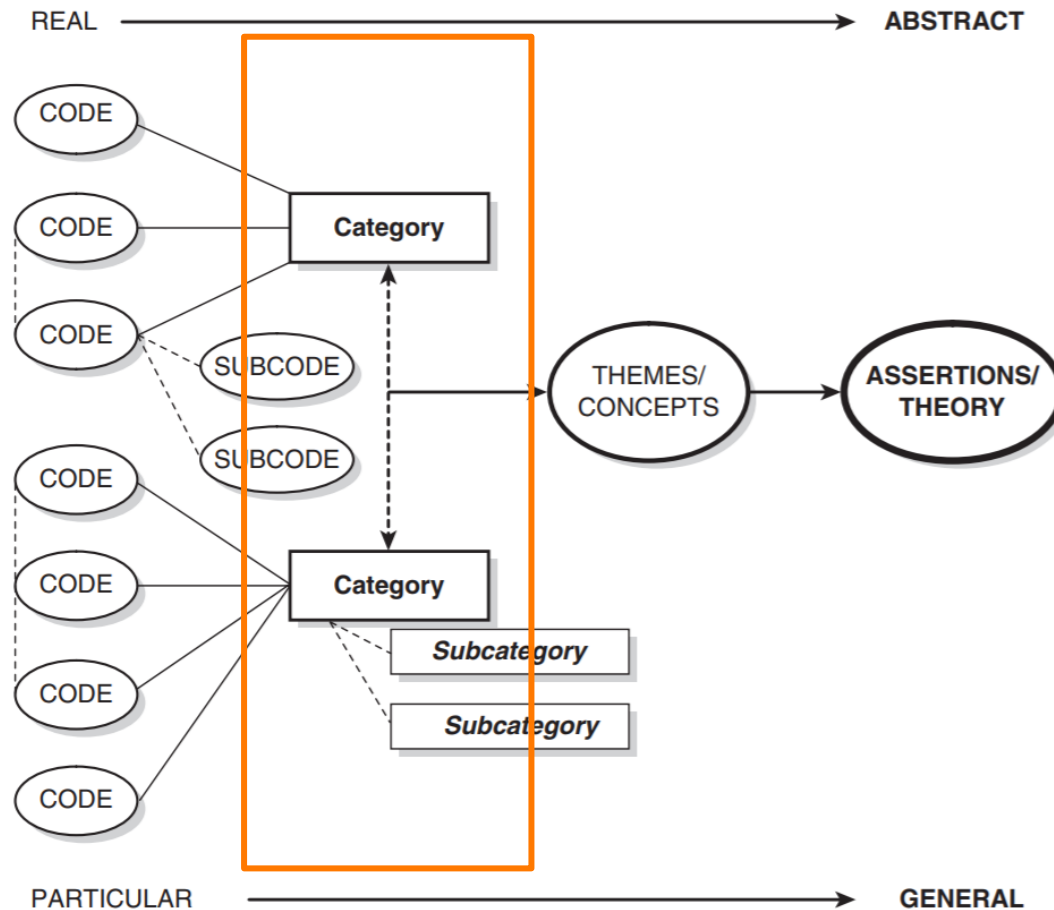 REAL
ABSTRACT
CODE
CODE
Category
CODE
SUBCODE
THEMES/
CONCEPTS
ASSERTIONS/
THEORY
SUBCODE
CODE
CODE
Category
Subcategory
CODE
Subcategory
CODE
PARTICULAR
GENERAL